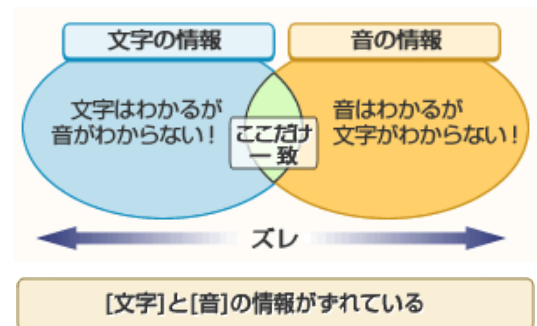 文字の情報
音の情報
文字はわかるが
音がわからない!
ここだけ
一致
音はわかるが
文字がわからない!
ズレ
[文字]と[音]の情報がずれている